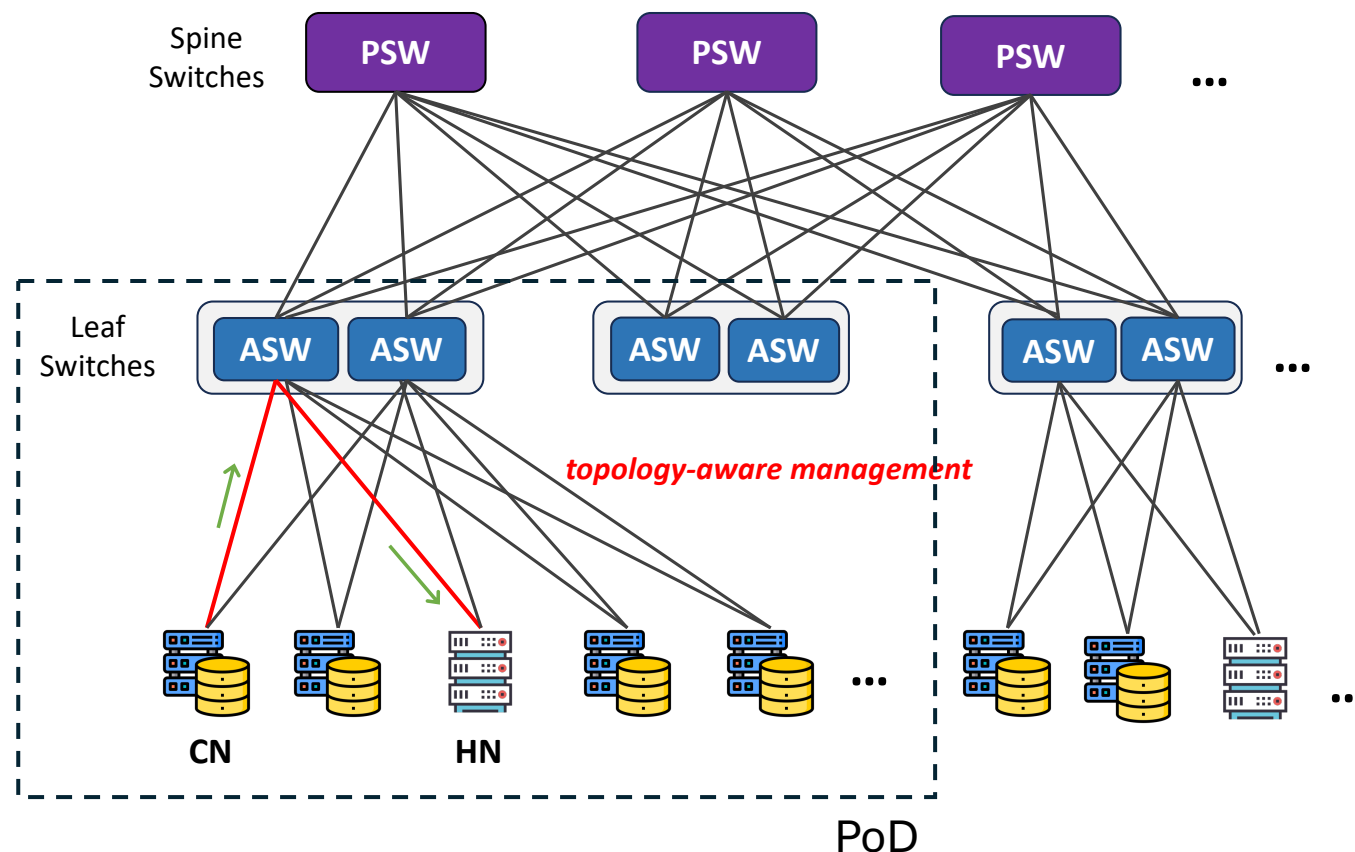 Spine
Switches
PSW
PSW
PSW
...
Leaf
Switches
ASW
ASW
ASW
ASW
ASW
ASW
...
topology-aware management
...
..
CN
HN
PoD